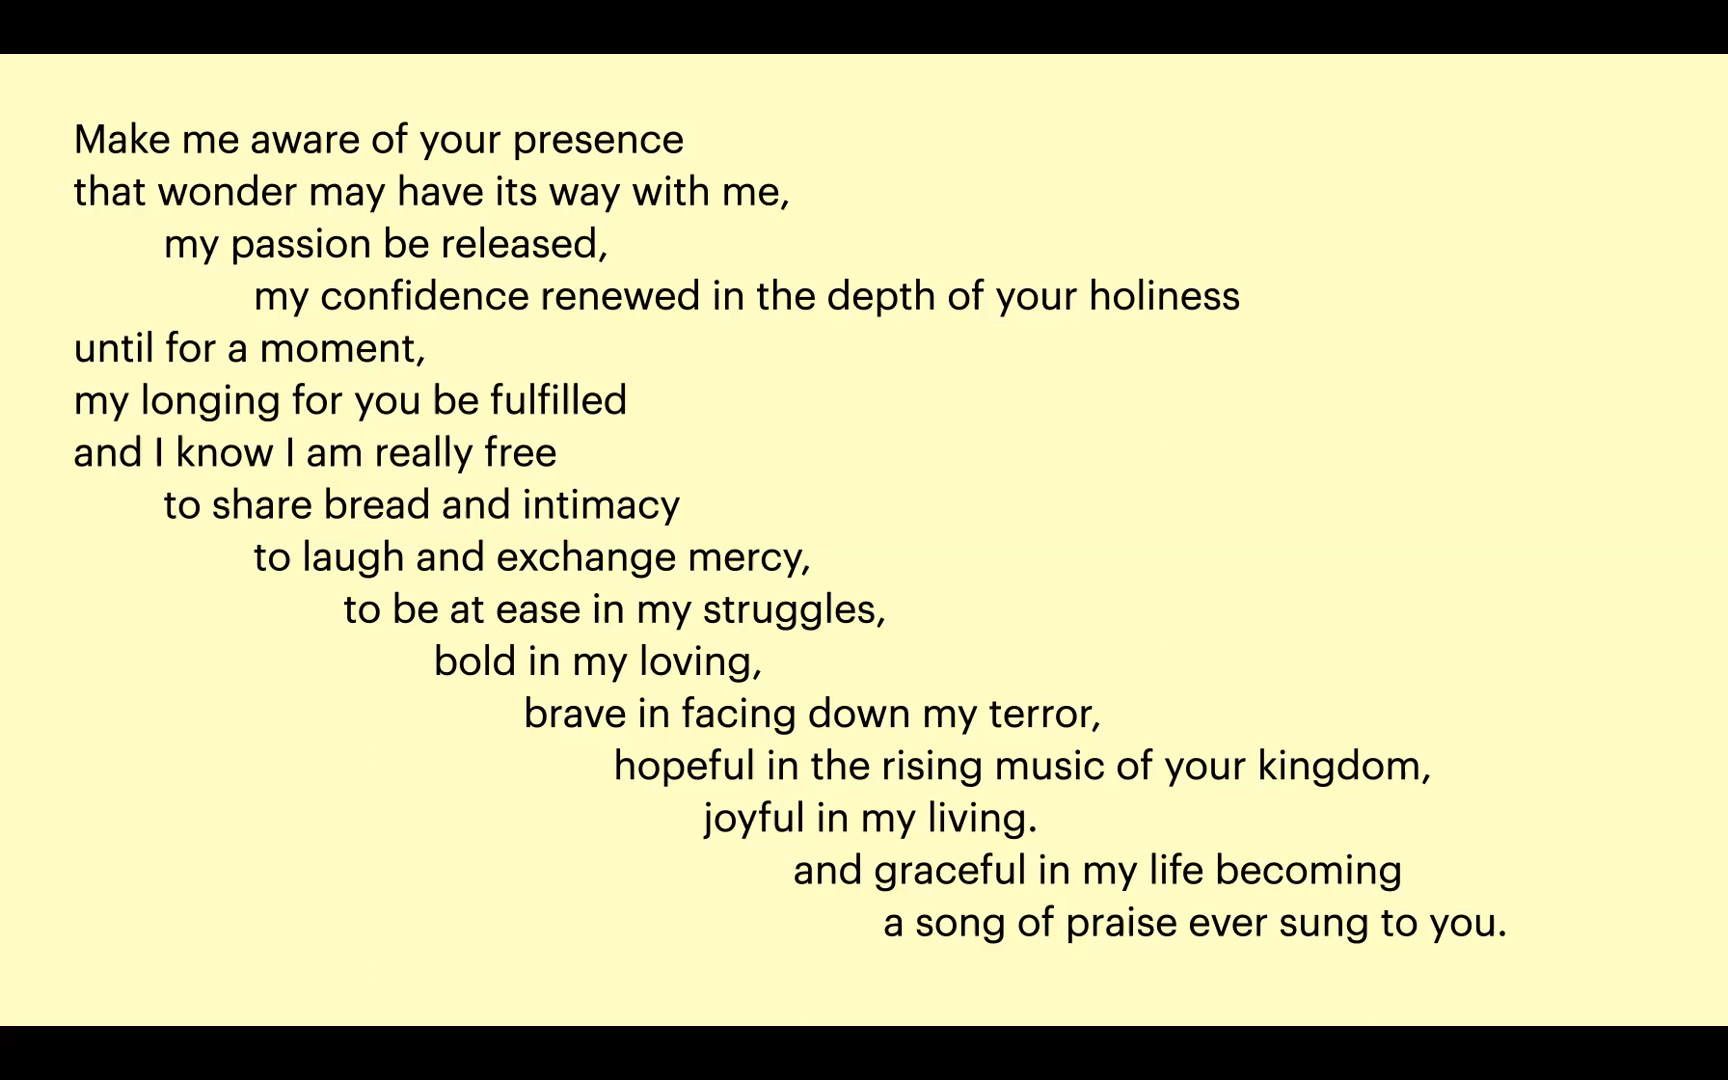 Make me aware of your presence
that wonder may have its way with me,
my passion be released,
my confidence renewed in the depth of your holiness
until for a moment,
my longing for you be fulfilled
and I know I am really free
to share bread and intimacy
to laugh and exchange mercy,
to be at ease in my struggles,
bold in my loving,
brave in facing down my terror,
hopeful in the rising music of your kingdom,
joyful in my living.
and graceful in my life becoming
a song of praise ever sung to you.